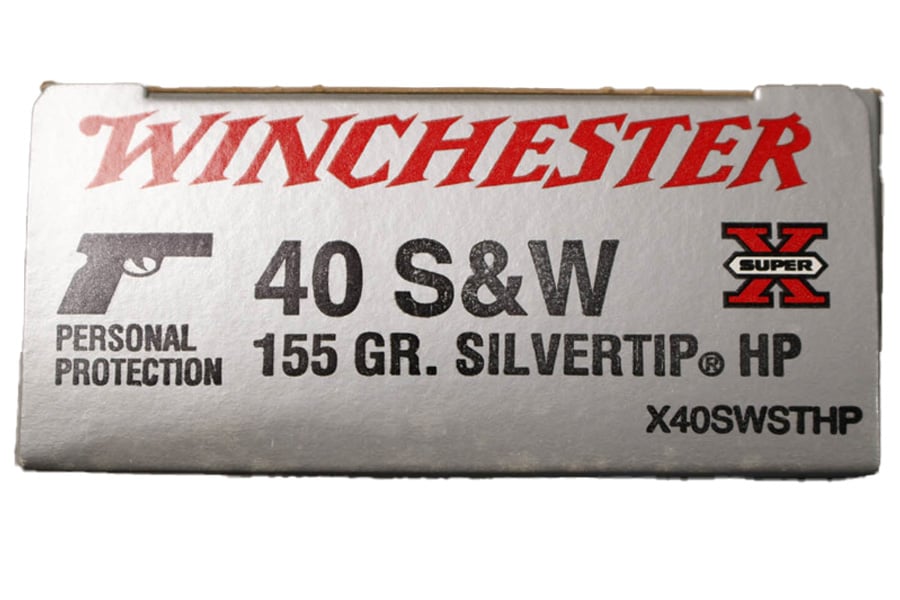 WINCHESTER
40 S&W
X SUPER
PERSONAL
PROTECTION
155 GR. SILVERTIP® HP
X40SWSTHP